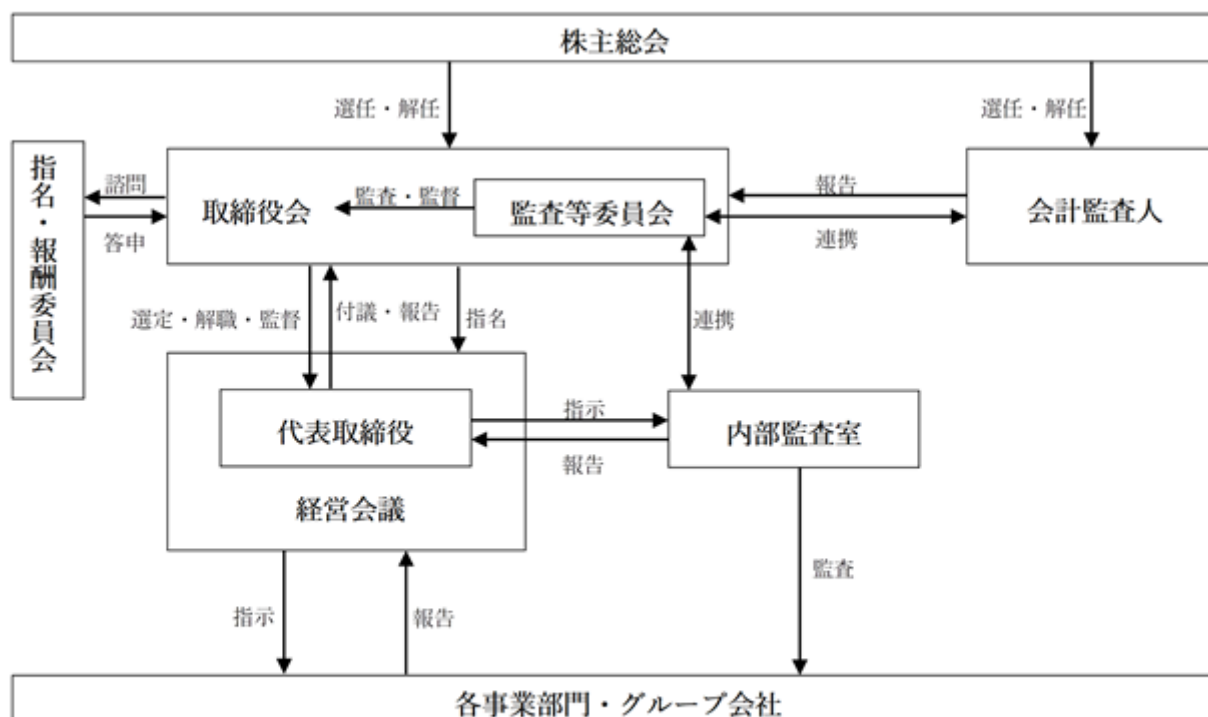 株主総会
選任・解任
選任・解任
指名・報酬委員会
諮問
答申
取締役会
監査・監督
監査等委員会
報告
連携
会計監査人
選定・解職・監督
付議・報告
指名
連携
代表取締役
指示
報告
内部監査室
経営会議
監査
指示
報告
各事業部門・グループ会社